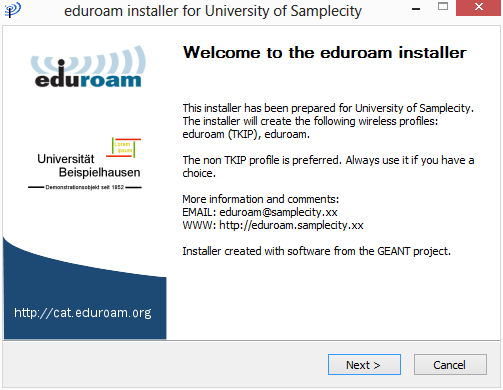 eduroam installer for University of Samplecity
eduroam
Lorem
ipsum
Universität
Beispielhausen
Demonstrationsobjekt seit 1852
http://cat.eduroam.org
Welcome to the eduroam installer
This installer has been prepared for University of Samplecity.
The installer will create the following wireless profiles:
eduroam (TKIP), eduroam.
The non TKIP profile is preferred. Always use it if you have a
choice.
More information and comments:
EMAIL: eduroam@samplecity.xx
WWW: http://eduroam.samplecity.xx
Installer created with software from the GEANT project.
Next >
Cancel